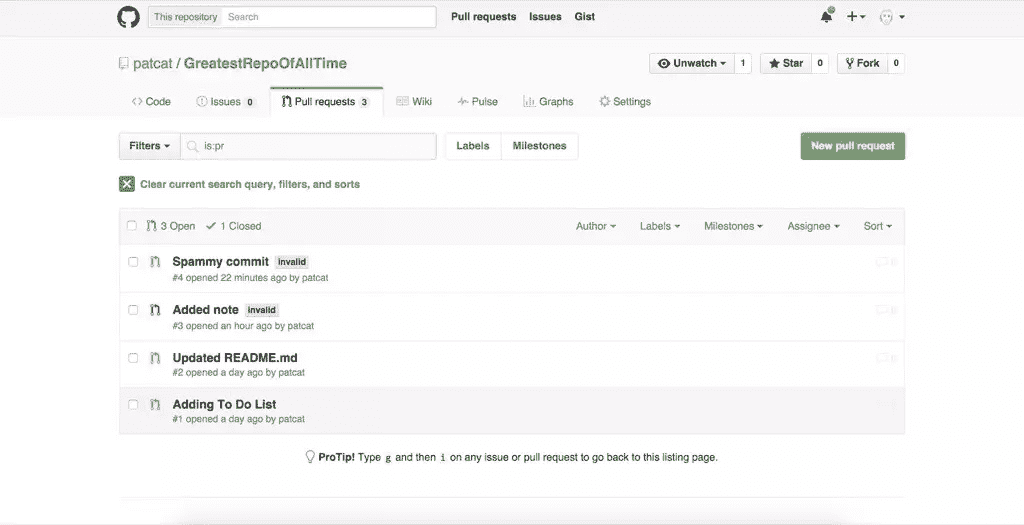 This repository Search Pull requests Issues Gist
patcat / GreatestRepoOfAllTime Unwatch 1 Star 0 Fork 0
Code Issues 0 Pull requests 3 Wiki Pulse Graphs Settings
Filters is:pr Labels Milestones New pull request
Clear current search query, filters, and sorts
3 Open 1 Closed Author Labels Milestones Assignee Sort
Spammy commit invalid 0
#4 opened 22 minutes ago by patcat
Added note invalid 0
#3 opened an hour ago by patcat
Updated README.md 0
#2 opened a day ago by patcat
Adding To Do List
#1 opened a day ago by patcat
ProTip! Type g and then i on any issue or pull request to go back to this listing page.